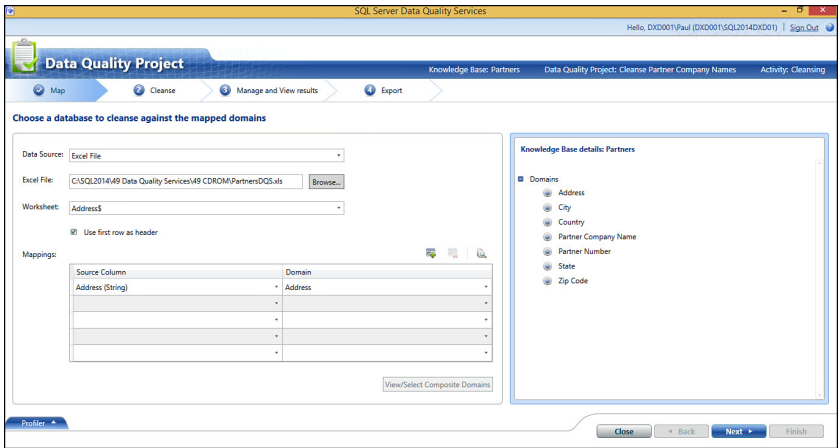 SQL Server Data Quality Services
Hello, DXD001\Paul (DXD001\SQL2014DXD01) | Sign Out
Data Quality Project
Knowledge Base: Partners Data Quality Project: Cleanse Partner Company Names Activity: Cleansing
Map 2 Cleanse 3 Manage and View results 4 Export
Choose a database to cleanse against the mapped domains
Data Source: Excel File
Excel File: C:\SQL2014\49 Data Quality Services\49 CDROM\PartnersDQS.xls Browse...
Worksheet: Address$
Use first row as header
Mappings:
Source Column Domain
Address (String) Address
View/Select Composite Domains
Knowledge Base details: Partners
Domains
Address
City
Country
Partner Company Name
Partner Number
State
Zip Code
Profiler
Close Back Next Finish